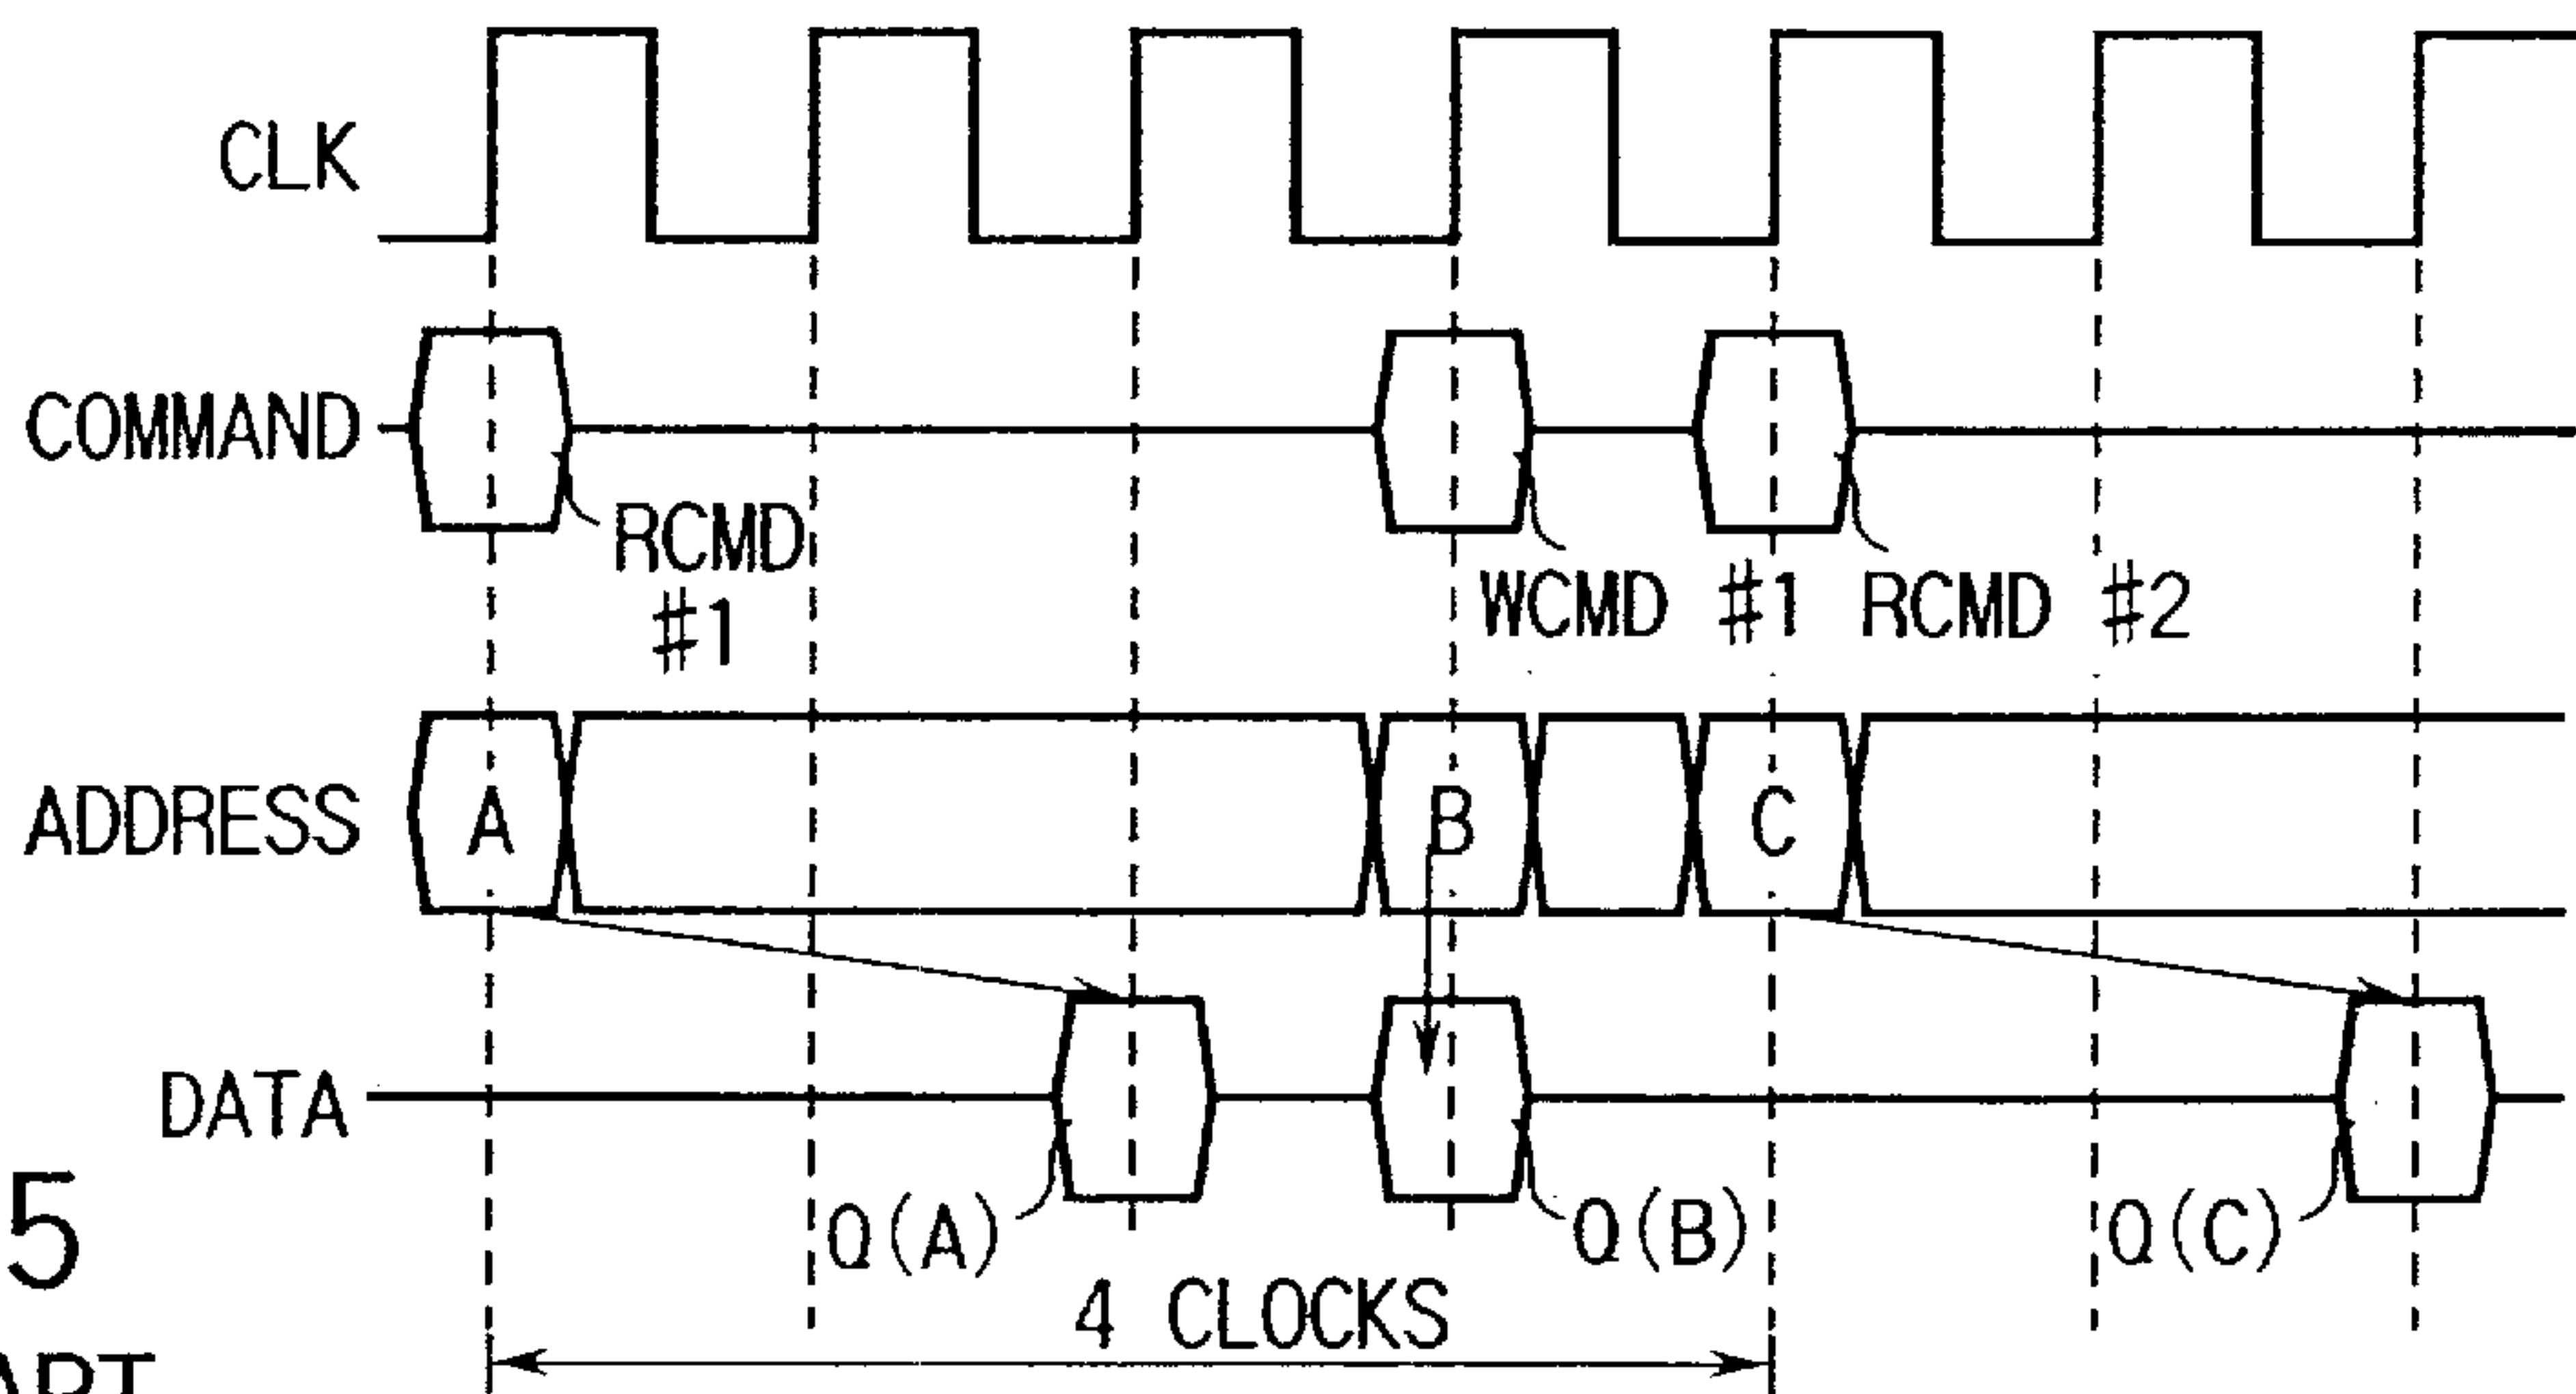 CLK
COMMAND
RCMD
#1
WCMD #1
RCMD #2
ADDRESS
A
B
C
DATA
Q(A)
Q(B)
Q(C)
5
4 CLOCKS